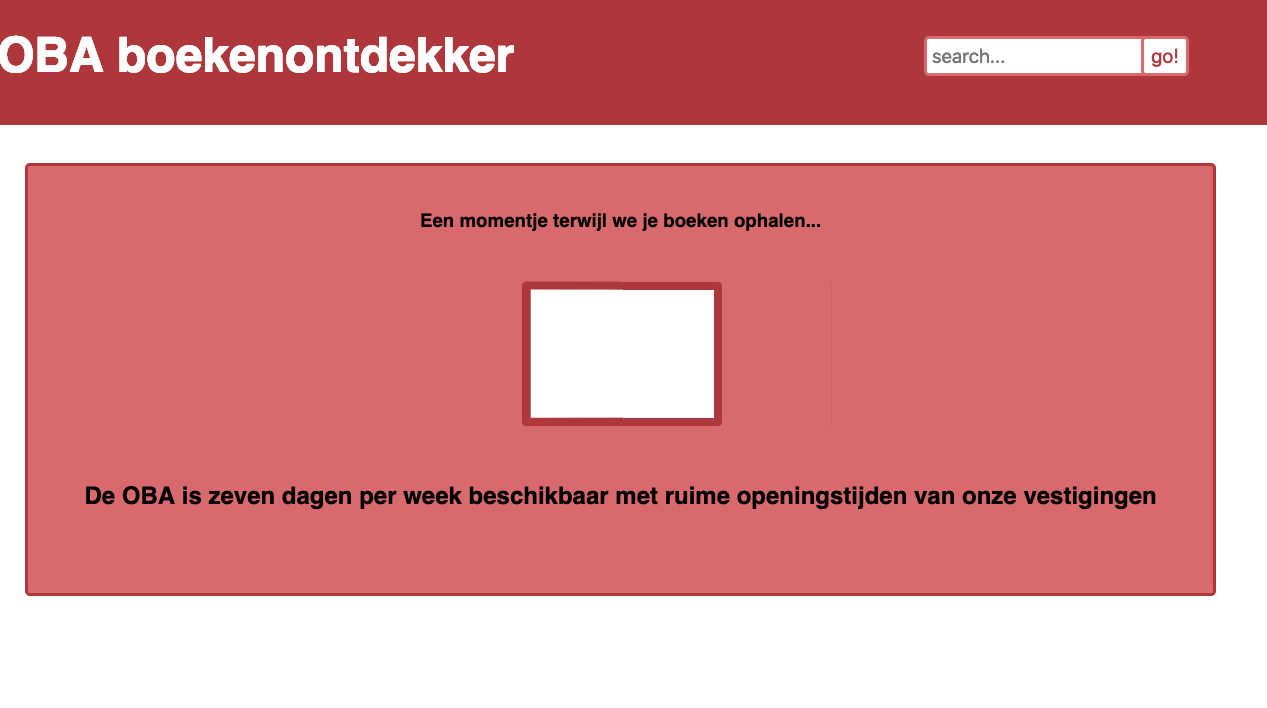 OBA boekenontdekker
search...
go!
Een momentje terwijl we je boeken ophalen...
De OBA is zeven dagen per week beschikbaar met ruime openingstijden van onze vestigingen